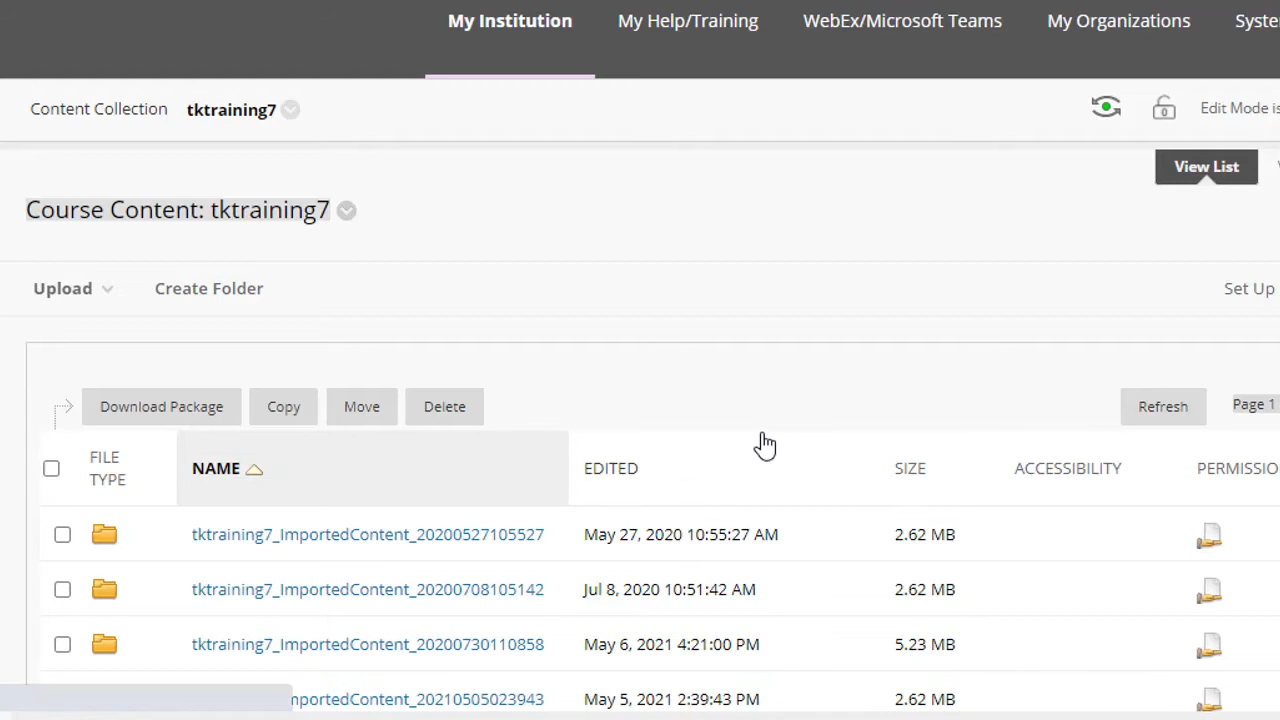 My Institution My Help/Training WebEx/Microsoft Teams My Organizations Syste
Content Collection tktraining7 0 Edit Mode is
View List
Course Content: tktraining7
Upload Create Folder Set Up
Download Package Copy Move Delete Refresh Page 1
FILE TYPE NAME EDITED SIZE ACCESSIBILITY PERMISSIO
tktraining7_ImportedContent_20200527105527 May 27, 2020 10:55:27 AM 2.62 MB
tktraining7_ImportedContent_20200708105142 Jul 8, 2020 10:51:42 AM 2.62 MB
tktraining7_ImportedContent_20200730110858 May 6, 2021 4:21:00 PM 5.23 MB
nportedContent_20210505023943 May 5, 2021 2:39:43 PM 2.62 MB